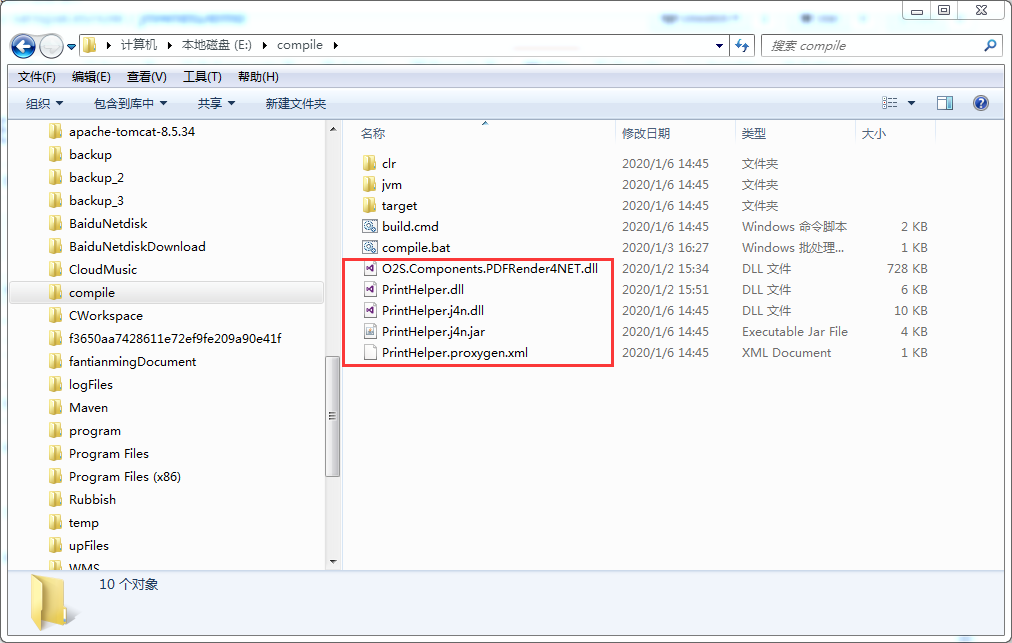 计算机 本地磁盘 (E:) compile
搜索 compile
文件(F) 编辑(E) 查看(V) 工具(T) 帮助(H)
组织 包含到库中 共享 新建文件夹
apache-tomcat-8.5.34
backup
backup_2
backup_3
BaiduNetdisk
BaiduNetdiskDownload
CloudMusic
compile
CWorkspace
f3650aa7428611e72ef9fe209a90e41f
fantianmingDocument
logFiles
Maven
program
Program Files
Program Files (x86)
Rubbish
temp
upFiles
WMS
名称 修改日期 类型 大小
clr 2020/1/6 14:45 文件夹
jvm 2020/1/6 14:45 文件夹
target 2020/1/6 14:45 文件夹
build.cmd 2020/1/6 14:45 Windows 命令脚本 2 KB
compile.bat 2020/1/3 16:27 Windows 批处理... 1 KB
O2S.Components.PDFRender4NET.dll 2020/1/2 15:34 DLL 文件 728 KB
PrintHelper.dll 2020/1/2 15:51 DLL 文件 6 KB
PrintHelper.j4n.dll 2020/1/6 14:45 DLL 文件 10 KB
PrintHelper.j4n.jar 2020/1/6 14:45 Executable Jar File 4 KB
PrintHelper.proxygen.xml 2020/1/6 14:45 XML Document 1 KB
10 个对象